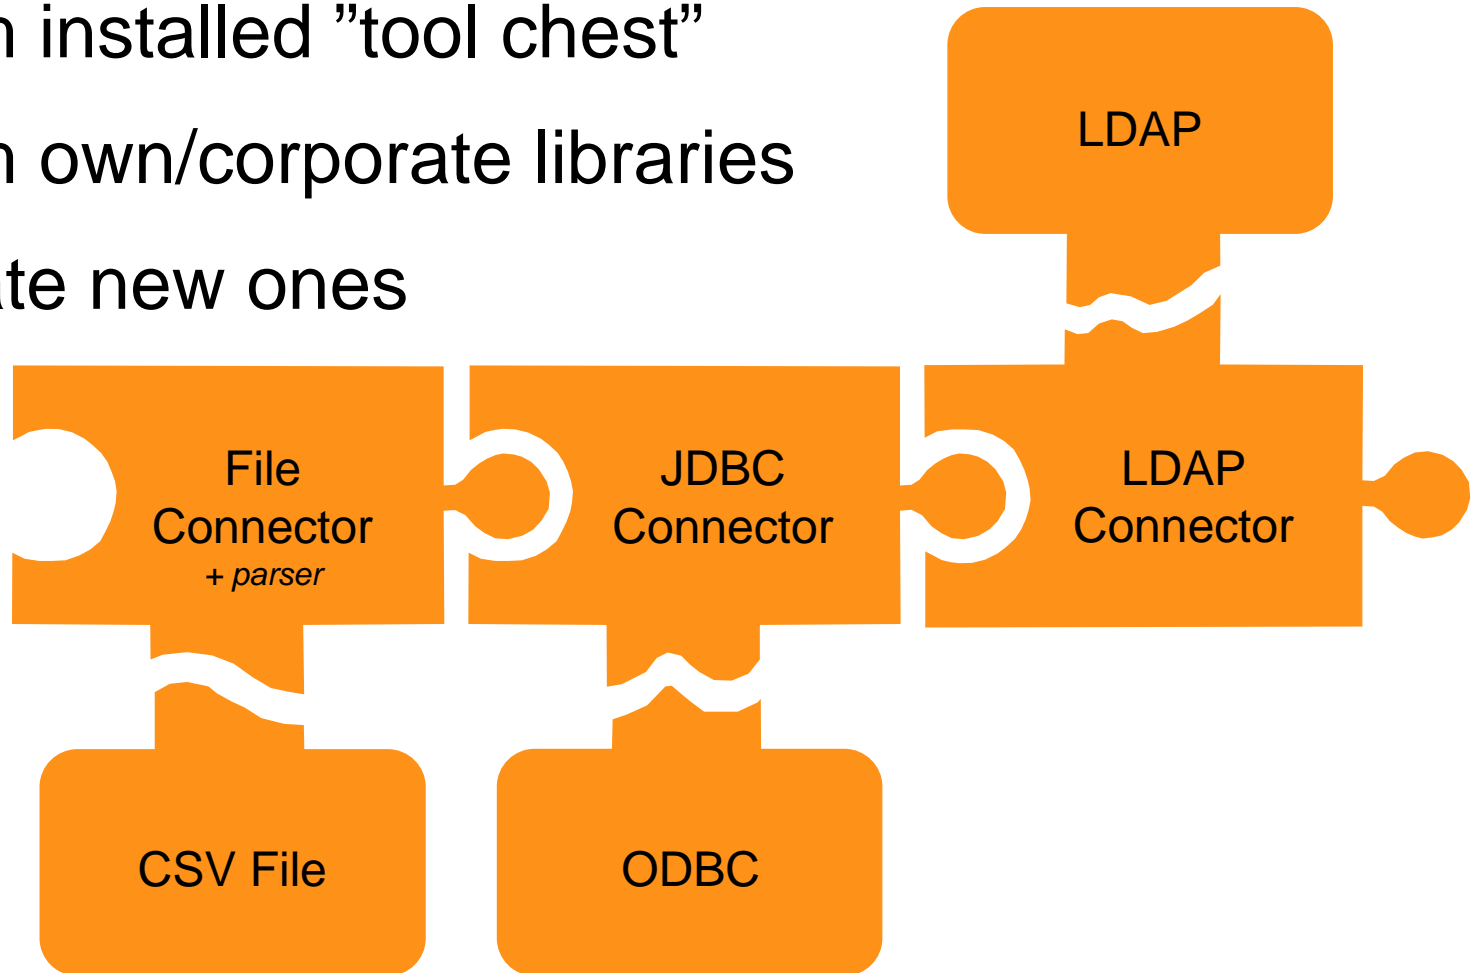 n installed ”tool chest”
n own/corporate libraries
ate new ones
LDAP
File
Connector
+ parser
JDBC
Connector
LDAP
Connector
CSV File
ODBC